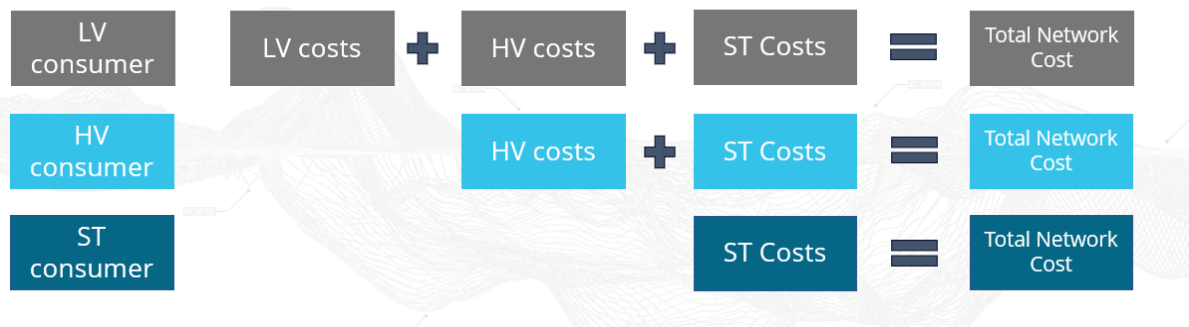 LV
consumer
LV costs
HV costs
ST Costs
Total Network
Cost
HV
consumer
HV costs
ST Costs
Total Network
Cost
ST
consumer
ST Costs
Total Network
Cost